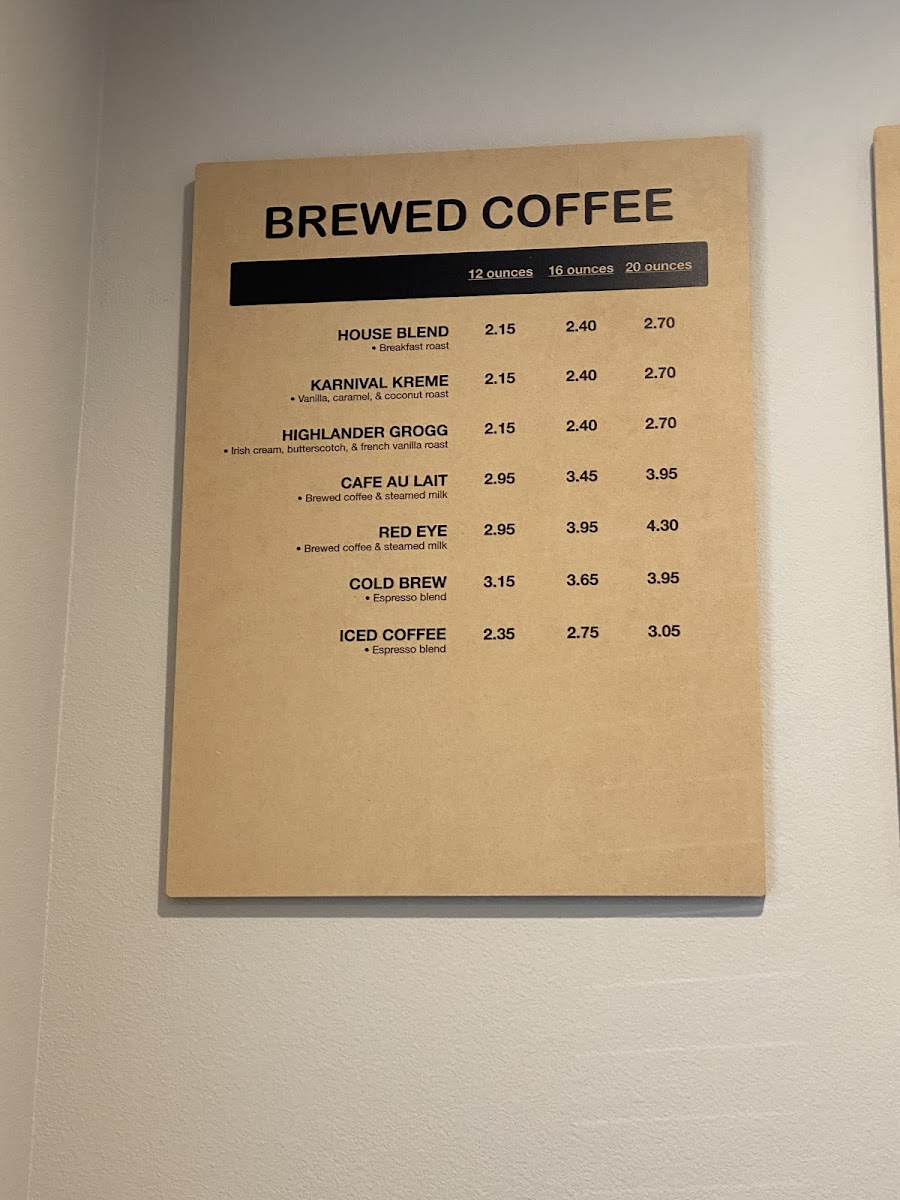 BREWED COFFEE
12 ounces 16 ounces 20 ounces
HOUSE BLEND 2.15 2.40 2.70
• Breakfast roast
KARNIVAL KREME 2.15 2.40 2.70
• Vanilla, caramel, & coconut roast
HIGHLANDER GROGG 2.15 2.40 2.70
• Irish cream, butterscotch, & french vanilla roast
CAFE AU LAIT 2.95 3.45 3.95
• Brewed coffee & steamed milk
RED EYE 2.95 3.95 4.30
• Brewed coffee & steamed milk
COLD BREW 3.15 3.65 3.95
• Espresso blend
ICED COFFEE 2.35 2.75 3.05
• Espresso blend